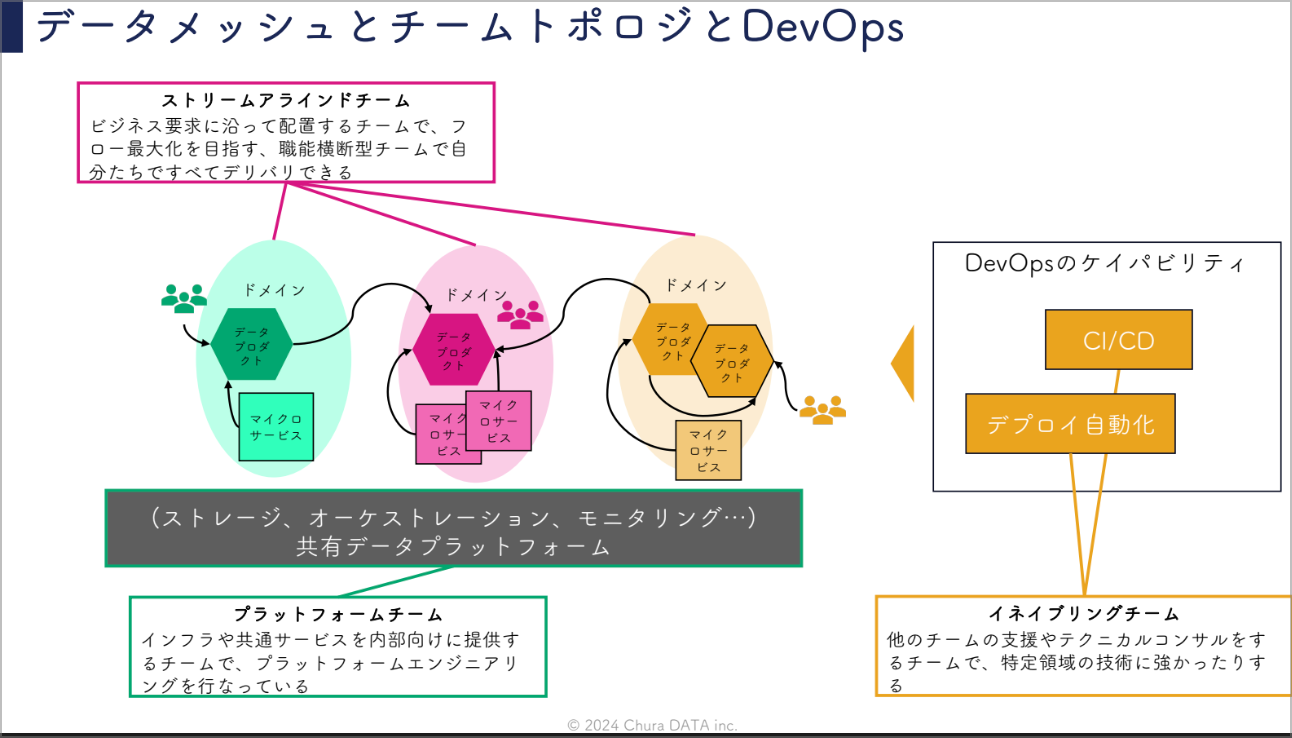 データメッシュとチームトポロジとDevOps
ストリームアラインドチーム
ビジネス要求に沿って配置するチームで、フ
ロー最大化を目指す、職能横断型チームで自
分たちですべてデリバリできる
ドメイン
データ
プロダ
クト
マイクロ
サービス
ドメイン
データ
プロダ
クト
マイク
ロサー
ビス
マイク
ロサー
ビス
ドメイン
データ
プロダ
クト
データ
プロダ
クト
マイク
ロサー
ビス
DevOpsのケイパビリティ
CI/CD
デプロイ自動化
（ストレージ、オーケストレーション、モニタリング…）
共有データプラットフォーム
プラットフォームチーム
インフラや共通サービスを内部向けに提供す
るチームで、プラットフォームエンジニアリ
ングを行なっている
イネイブリングチーム
他のチームの支援やテクニカルコンサルをす
るチームで、特定領域の技術に強かったりす
る
© 2024 Chura DATA inc.